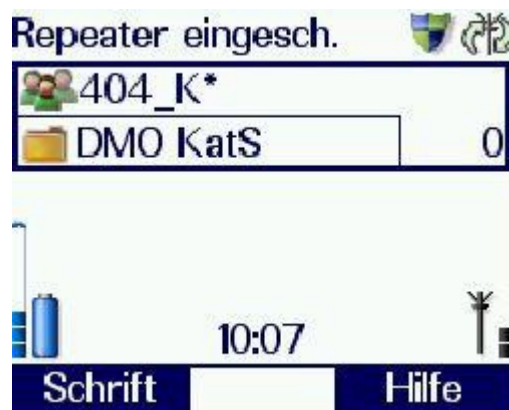 Repeater eingesch.
404_K*
DMO KatS 0
10:07
Schrift Hilfe